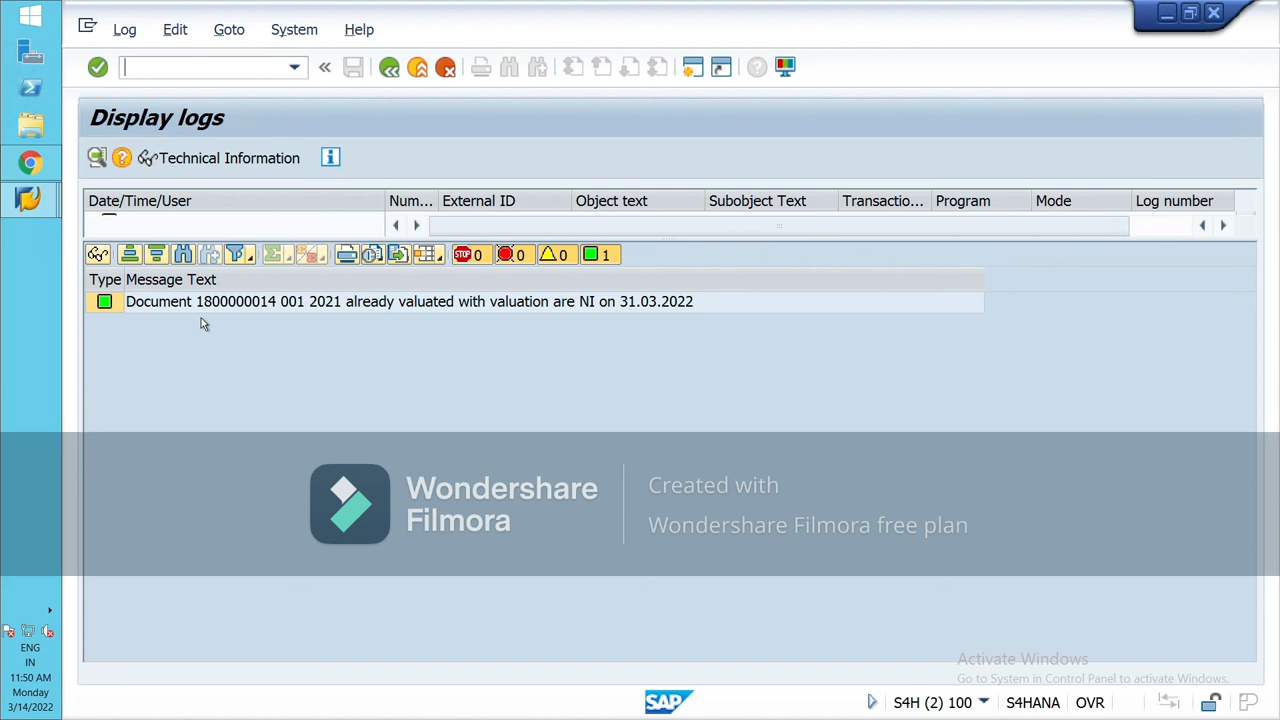 Log Edit Goto System Help
Display logs
Technical Information
Date/Time/User Num... External ID Object text Subobject Text Transactio... Program Mode Log number
STOP 0 0 0 1
Type Message Text
Document 1800000014 001 2021 already valuated with valuation are NI on 31.03.2022
Wondershare
Filmora
Created with
Wondershare Filmora free plan
ENG
IN
11:50 AM
Monday
3/14/2022
Activate Windows
Go to System in Control Panel to activate Windows.
SAP S4H (2) 100 S4HANA OVR